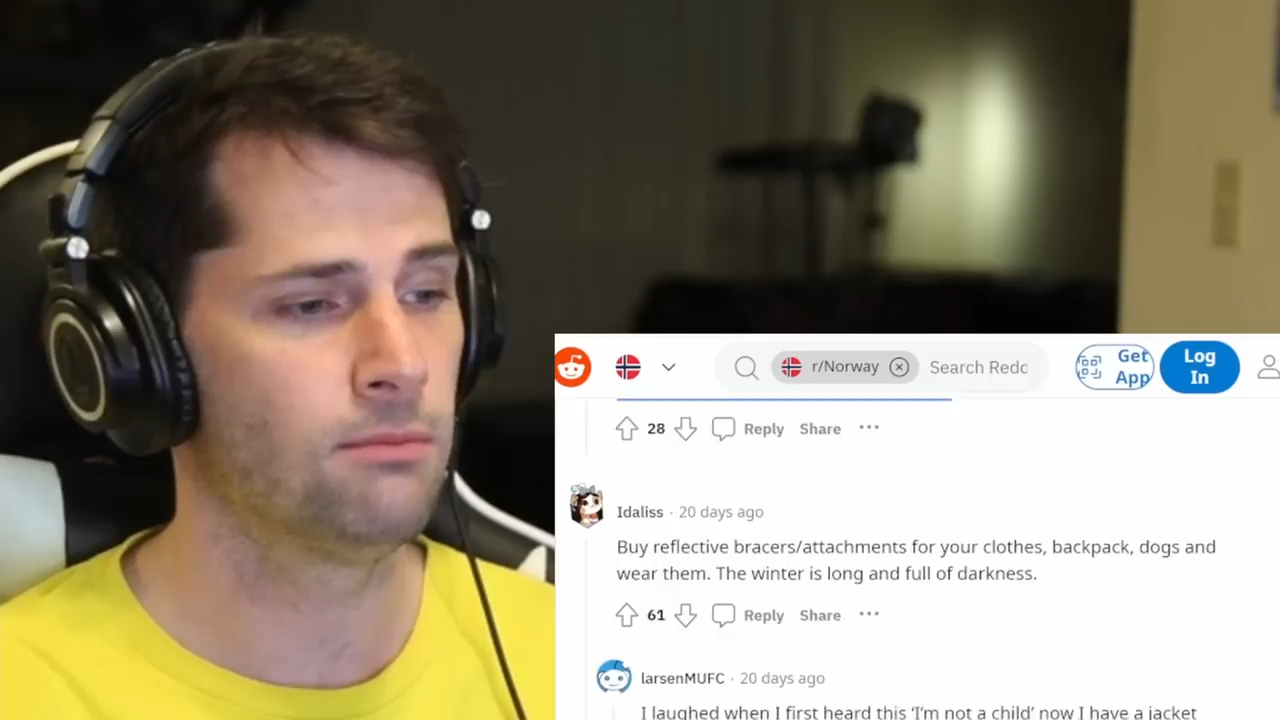 r/Norway
Search Redc
Get App
Log In
28 Reply Share
Idaliss · 20 days ago
Buy reflective bracers/attachments for your clothes, backpack, dogs and
wear them. The winter is long and full of darkness.
61 Reply Share
larsenMUFC · 20 days ago
I laughed when I first heard this ‘I’m not a child’ now I have a jacket